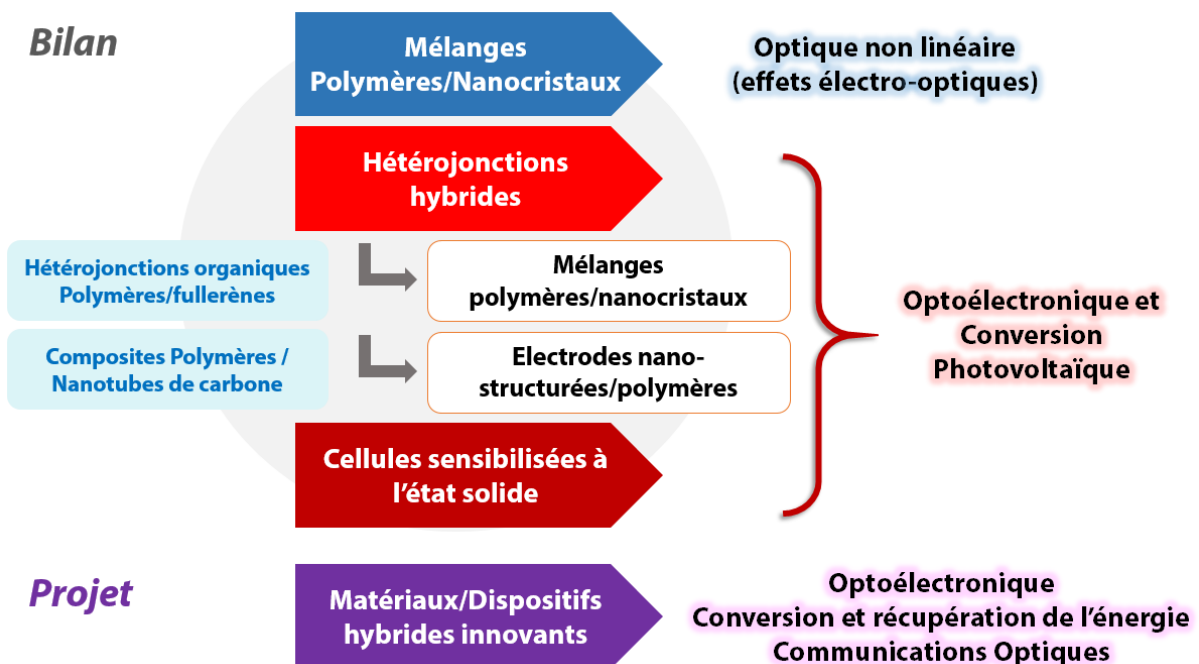 Bilan
Mélanges
Polymères/Nanocristaux
Optique non linéaire
(effets électro-optiques)
Hétérojonctions
hybrides
Hétérojonctions organiques
Polymères/fullerènes
Mélanges
polymères/nanocristaux
Composites Polymères /
Nanotubes de carbone
Electrodes nano-
structurées/polymères
Optoélectronique et
Conversion
Photovoltaïque
Cellules sensibilisées à
l’état solide
Projet
Matériaux/Dispositifs
hybrides innovants
Optoélectronique
Conversion et récupération de l’énergie
Communications Optiques